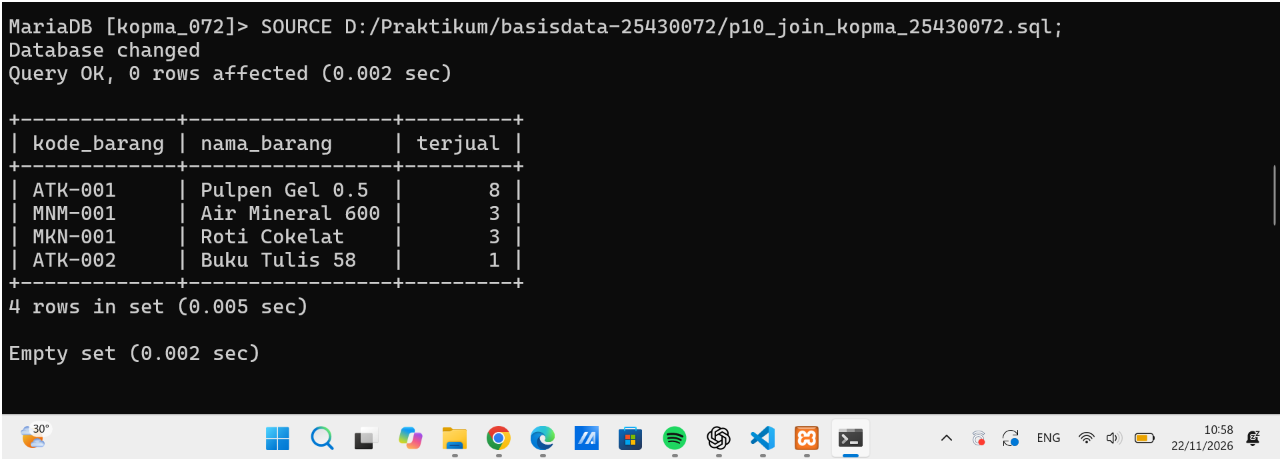 MariaDB [kopma_072]> SOURCE D:/Praktikum/basisdata-25430072/p10_join_kopma_25430072.sql;
Database changed
Query OK, 0 rows affected (0.002 sec)
+-------------+-----------------+---------+
| kode_barang | nama_barang     | terjual |
+-------------+-----------------+---------+
| ATK-001     | Pulpen Gel 0.5  |       8 |
| MNM-001     | Air Mineral 600 |       3 |
| MKN-001     | Roti Cokelat    |       3 |
| ATK-002     | Buku Tulis 58   |       1 |
+-------------+-----------------+---------+
4 rows in set (0.005 sec)
Empty set (0.002 sec)
30°
ENG
10:58
22/11/2026